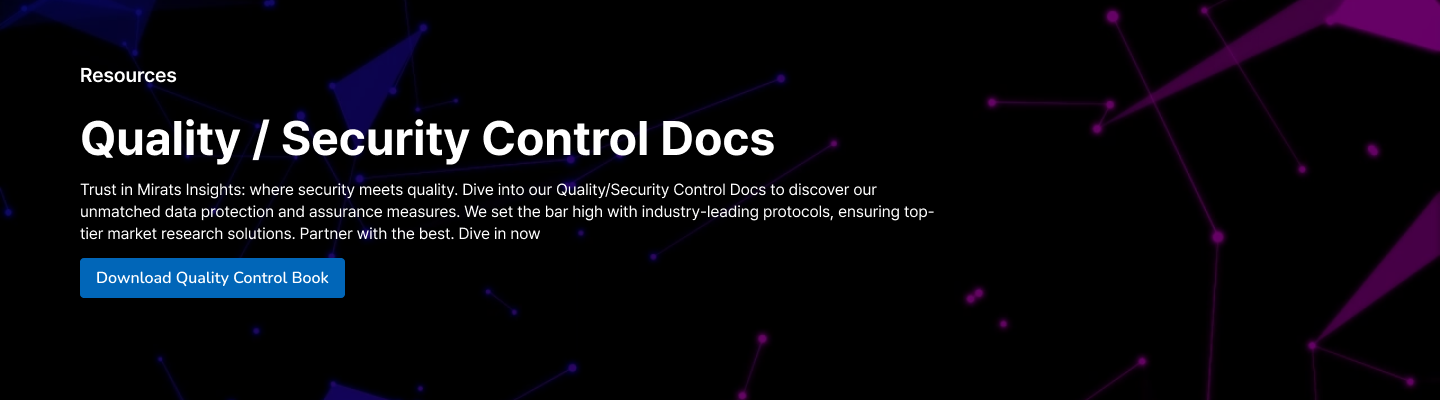 Resources
Quality / Security Control Docs
Trust in Mirats Insights: where security meets quality. Dive into our Quality/Security Control Docs to discover our
unmatched data protection and assurance measures. We set the bar high with industry-leading protocols, ensuring top-
tier market research solutions. Partner with the best. Dive in now
Download Quality Control Book